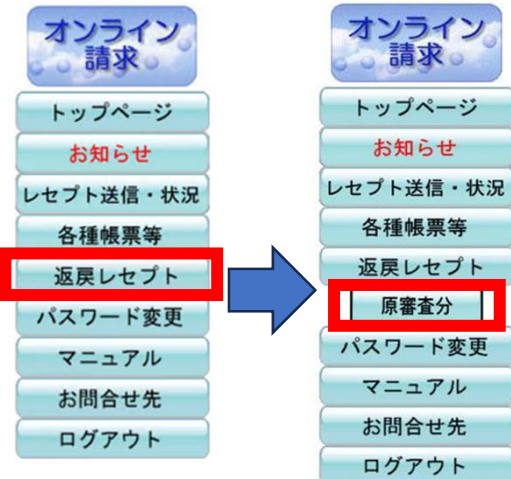 オンライン
請求
トップページ
お知らせ
レセプト送信・状況
各種帳票等
返戻レセプト
パスワード変更
マニュアル
お問合せ先
ログアウト
オンライン
請求
トップページ
お知らせ
レセプト送信・状況
各種帳票等
返戻レセプト
原審査分
パスワード変更
マニュアル
お問合せ先
ログアウト